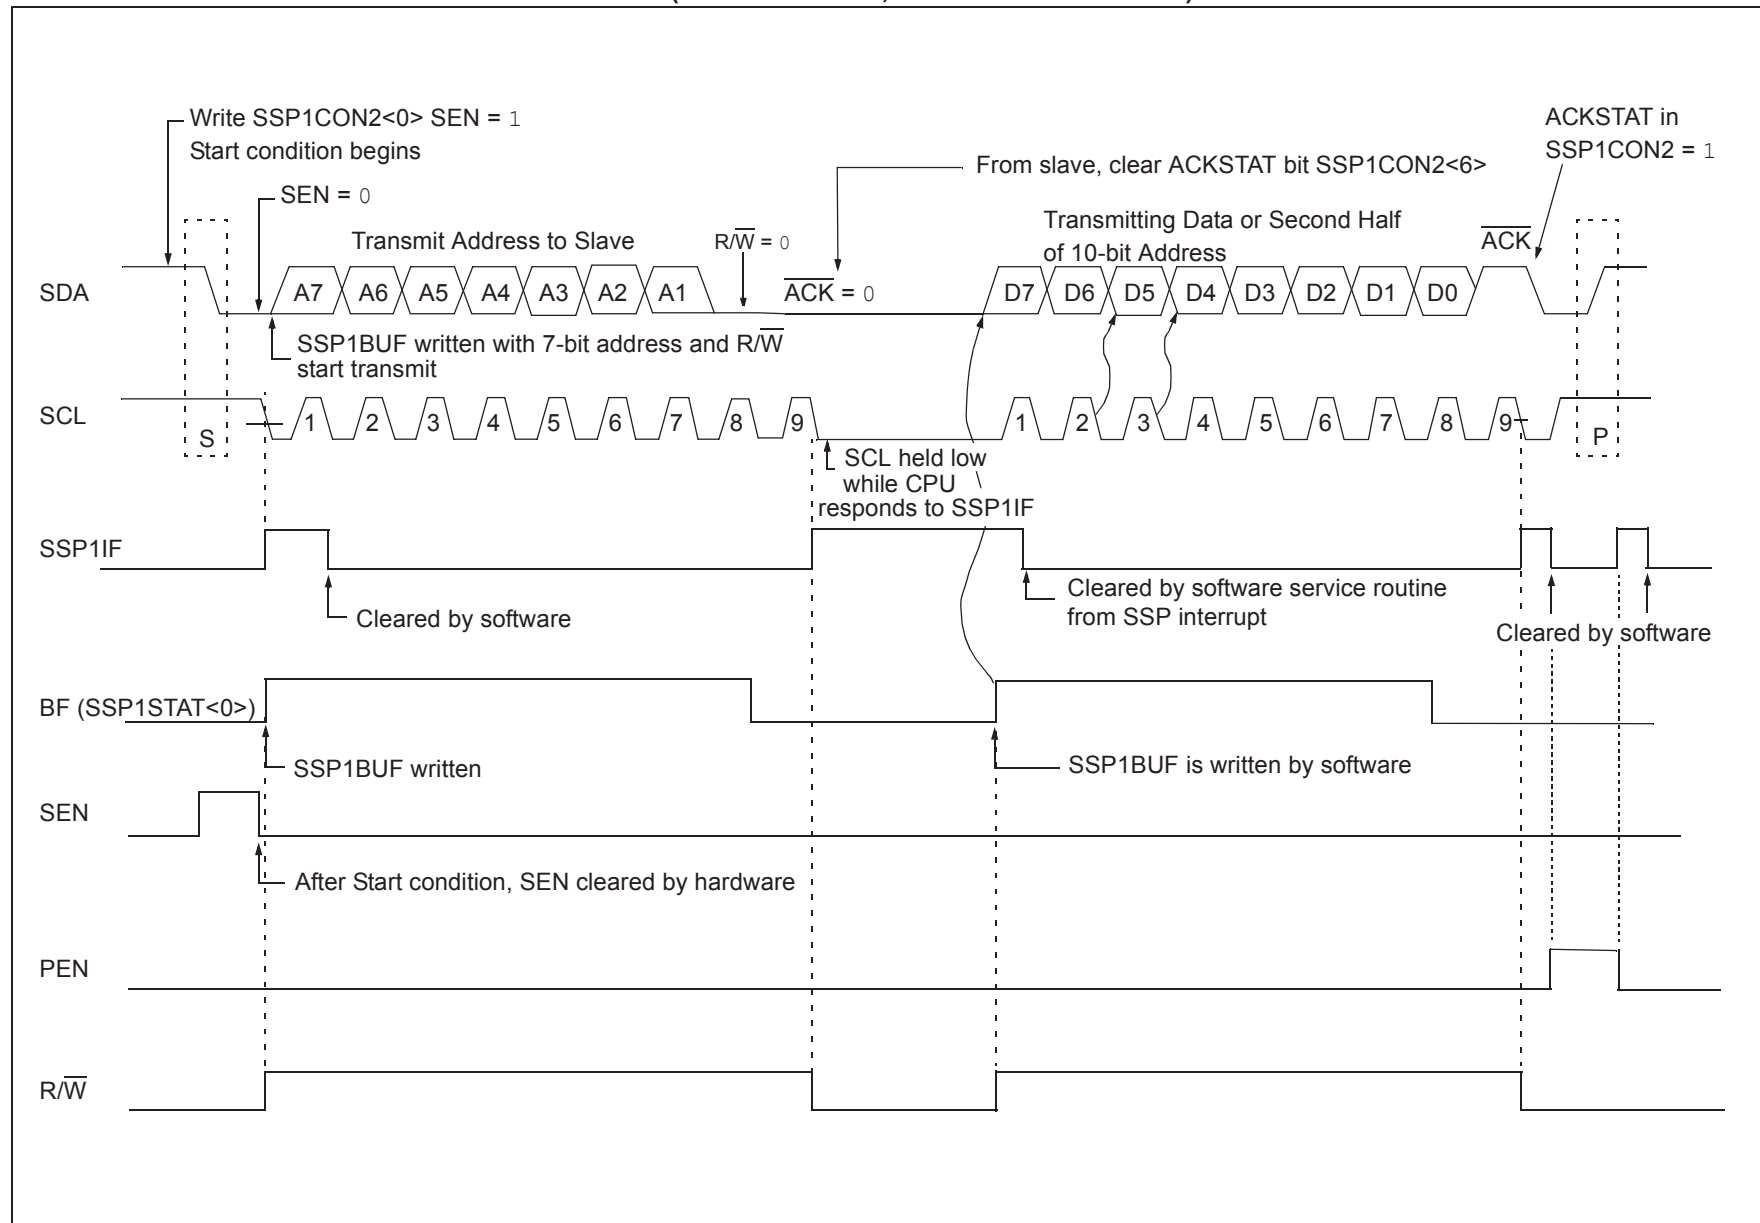 Write SSP1CON2<0> SEN = 1
Start condition begins
ACKSTAT in
SSP1CON2 = 1
From slave, clear ACKSTAT bit SSP1CON2<6>
SEN = 0
Transmit Address to Slave
R/W̅ = 0
Transmitting Data or Second Half
of 10-bit Address
A̅C̅K̅
SDA
A7 A6 A5 A4 A3 A2 A1
A̅C̅K̅ = 0
D7 D6 D5 D4 D3 D2 D1 D0
SSP1BUF written with 7-bit address and R/W̅
start transmit
SCL
S
1 2 3 4 5 6 7 8 9
1 2 3 4 5 6 7 8 9
P
SCL held low
while CPU
responds to SSP1IF
SSP1IF
Cleared by software
Cleared by software service routine
from SSP interrupt
Cleared by software
BF (SSP1STAT<0>)
SSP1BUF written
SSP1BUF is written by software
SEN
After Start condition, SEN cleared by hardware
PEN
R/W̅